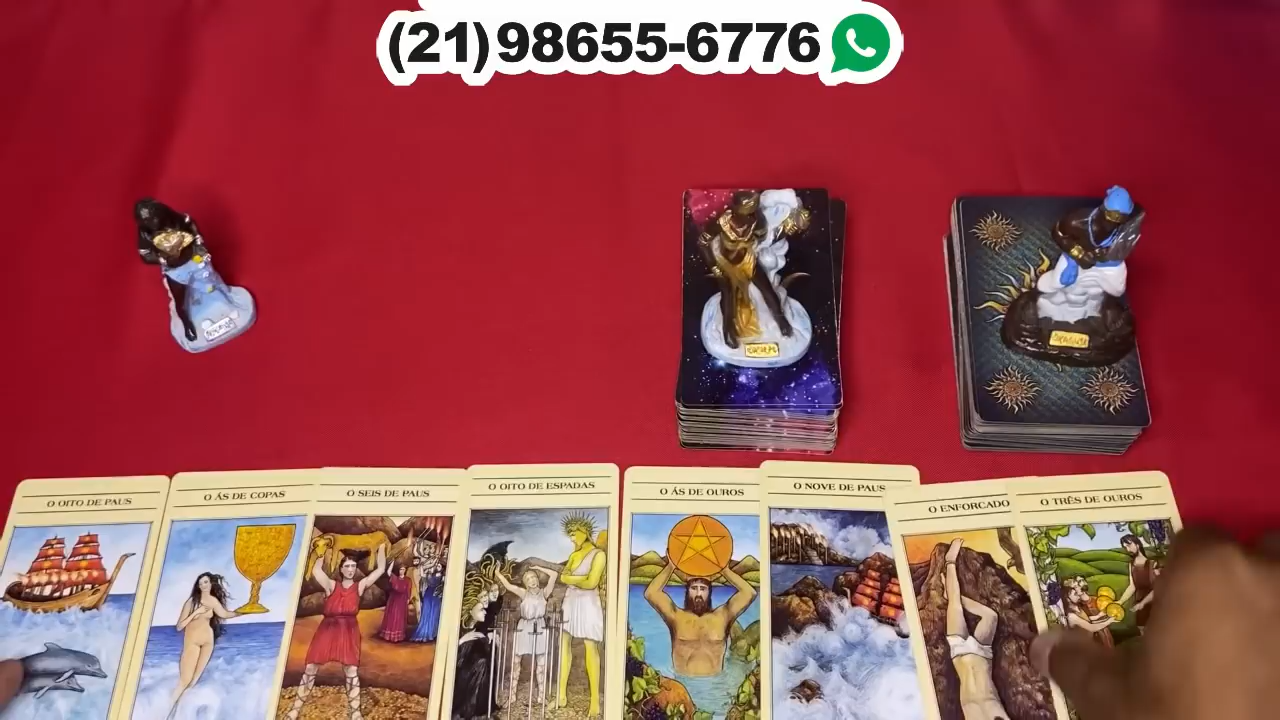 (21)98655-6776
O OITO DE PAUS
O ÁS DE COPAS
O SEIS DE PAUS
O OITO DE ESPADAS
O ÁS DE OUROS
O NOVE DE PAUS
O ENFORCADO
O TRÊS DE OUROS